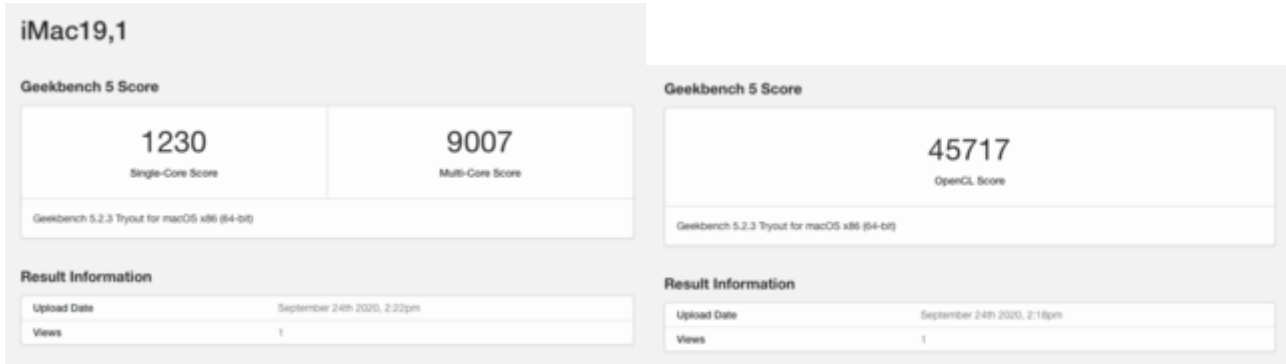 iMac19,1
Geekbench 5 Score
1230
Single-Core Score
9007
Multi-Core Score
Geekbench 5.2.3 Tryout for macOS x86 (64-bit)
Result Information
Upload Date September 24th 2020, 2:22pm
Views 1
Geekbench 5 Score
45717
OpenCL Score
Geekbench 5.2.3 Tryout for macOS x86 (64-bit)
Result Information
Upload Date September 24th 2020, 2:18pm
Views 1